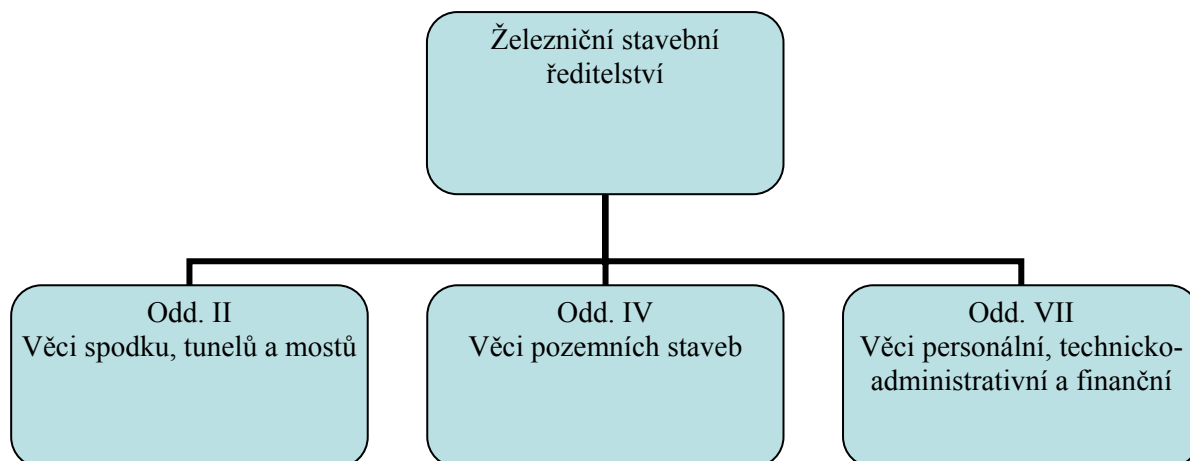 Železniční stavební
ředitelství
Odd. II
Věci spodku, tunelů a mostů
Odd. IV
Věci pozemních staveb
Odd. VII
Věci personální, technicko-
administrativní a finanční